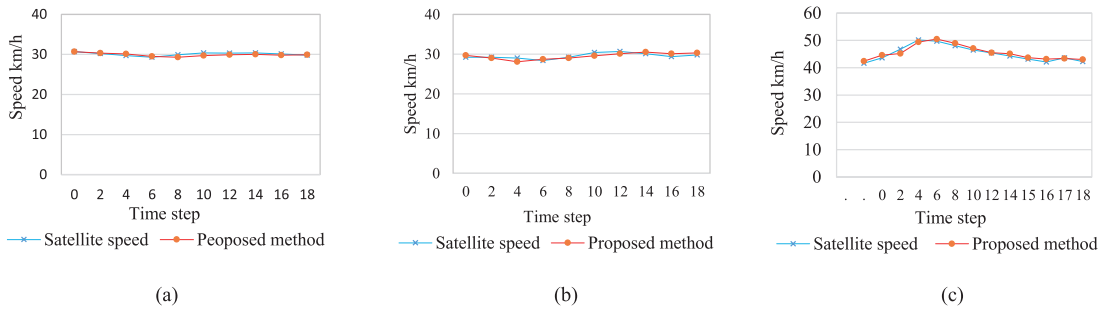 40
30
20
10
0
Speed km/h
0 2 4 6 8 10 12 14 16 18
Time step
Satellite speed Peoposed method
(a)
40
30
20
10
0
Speed km/h
0 2 4 6 8 10 12 14 16 18
Time step
Satellite speed Proposed method
(b)
60
50
40
30
20
10
0
Speed km/h
. . 0 2 4 6 8 10 12 14 15 16 17 18
Time step
Satellite speed Proposed method
(c)